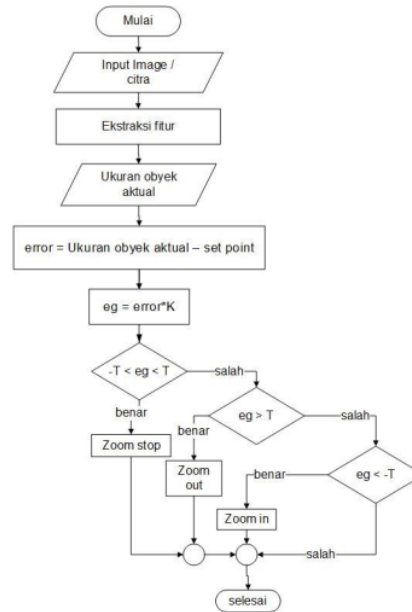 Mulai
Input Image /
citra
Ekstraksi fitur
Ukuran obyek
aktual
error = Ukuran obyek aktual – set point
eg = error*K
-T < eg < T
salah
benar
Zoom stop
eg > T
salah
benar
Zoom
out
eg < -T
benar
Zoom in
salah
selesai